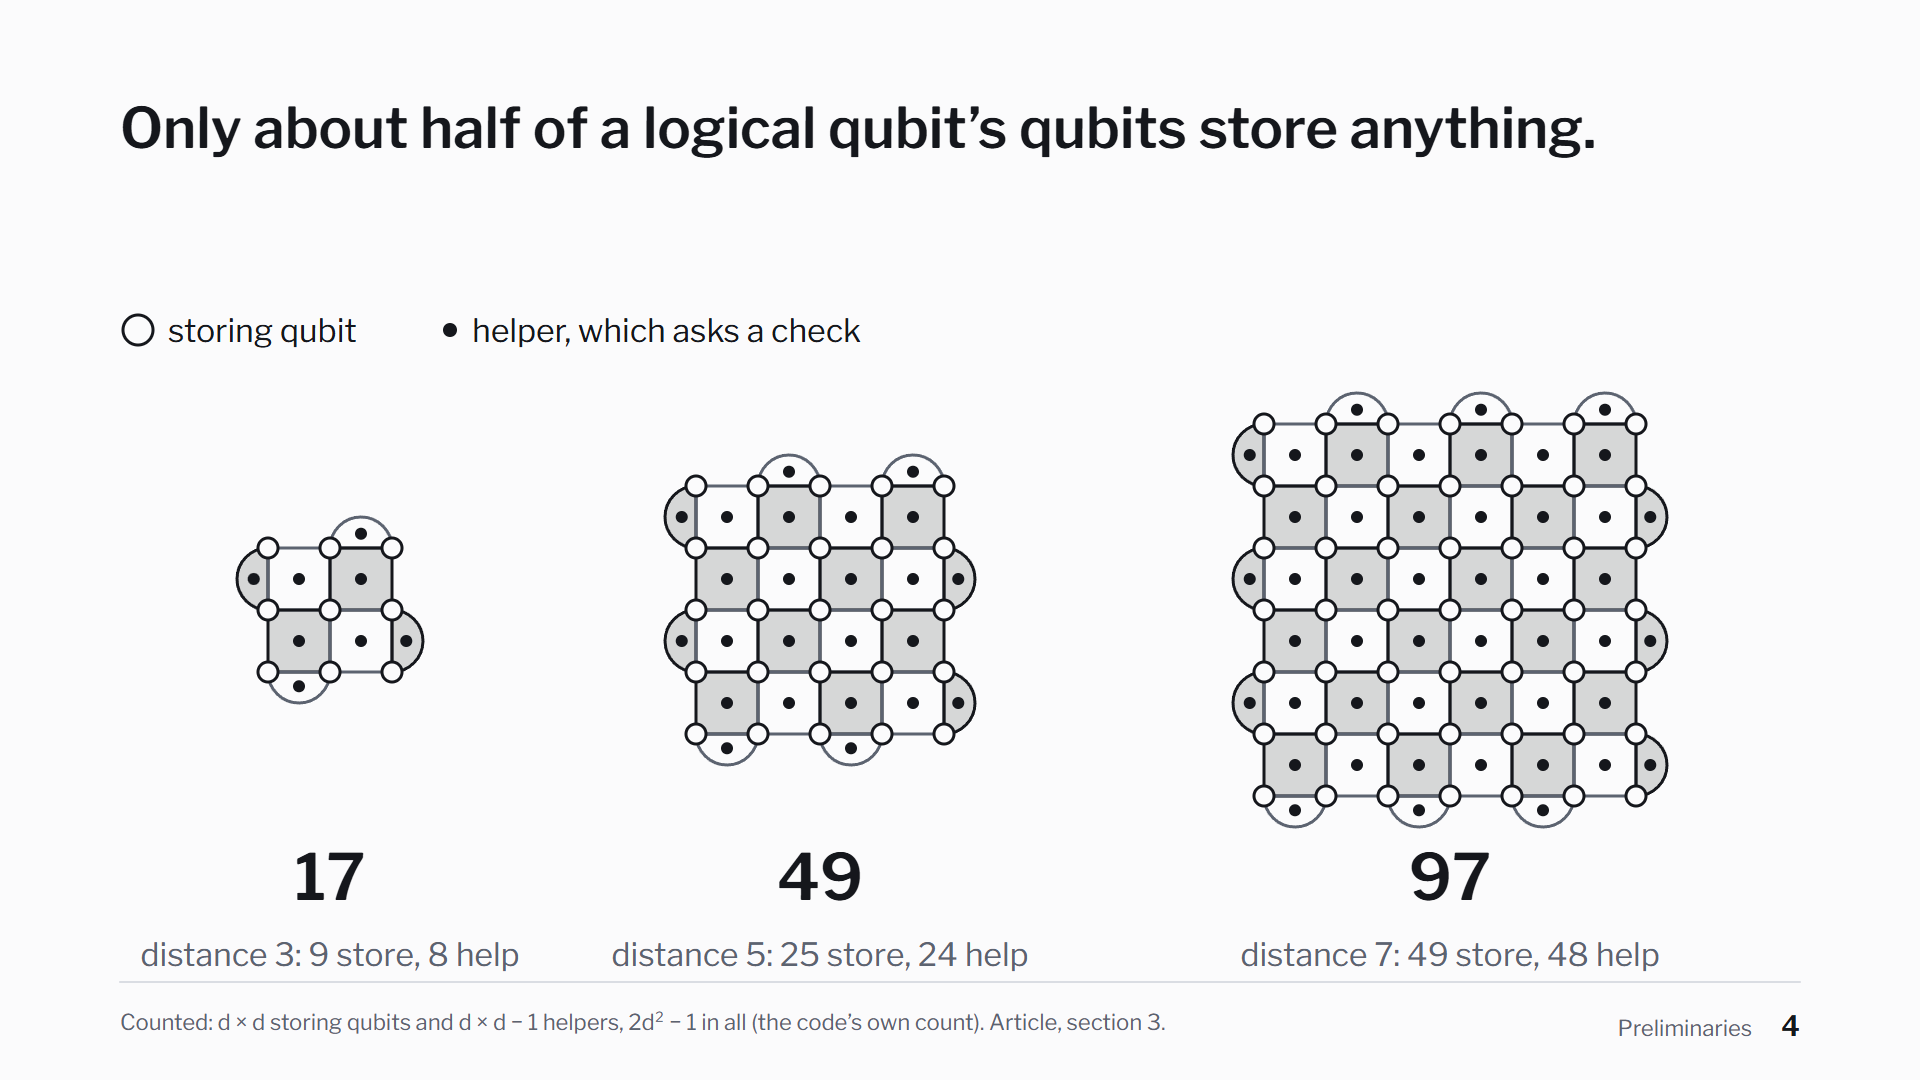 Only about half of a logical qubit’s qubits store anything.
storing qubit
helper, which asks a check
17
49
97
distance 3: 9 store, 8 help
distance 5: 25 store, 24 help
distance 7: 49 store, 48 help
Counted: d × d storing qubits and d × d − 1 helpers, 2d² − 1 in all (the code’s own count). Article, section 3.
Preliminaries 4